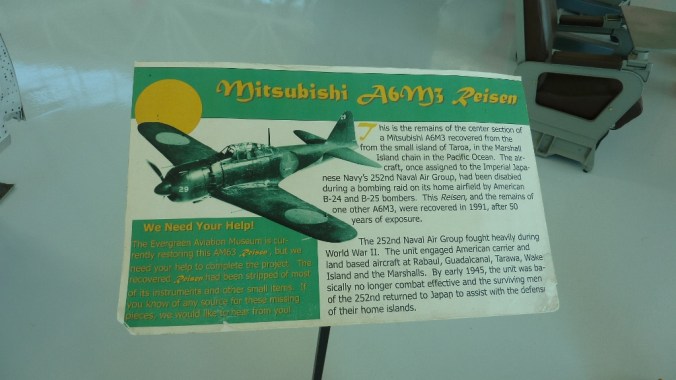 Mitsubishi A6M3 Reisen
This is the remains of the center section of
a Mitsubishi A6M3 recovered from the
from the small island of Taroa, in the Marshall
Island chain in the Pacific Ocean. The air-
craft, once assigned to the Imperial Japa-
nese Navy's 252nd Naval Air Group, had been disabled
during a bombing raid on its home airfield by American
B-24 and B-25 bombers. This Reisen, and the remains of
one other A6M3, were recovered in 1991, after 50
years of exposure.
The 252nd Naval Air Group fought heavily during
World War II. The unit engaged American carrier and
land based aircraft at Rabaul, Guadalcanal, Tarawa, Wake
Island and the Marshalls. By early 1945, the unit was ba-
sically no longer combat effective and the surviving men
of the 252nd returned to Japan to assist with the defens
of their home islands.
29
We Need Your Help!
The Evergreen Aviation Museum is cur-
rently restoring this AM63 Reisen, but we
need your help to complete the project. The
recovered Reisen had been stripped of most
of its instruments and other small items. If
you know of any source for these missing
pieces, we would like to hear from you!